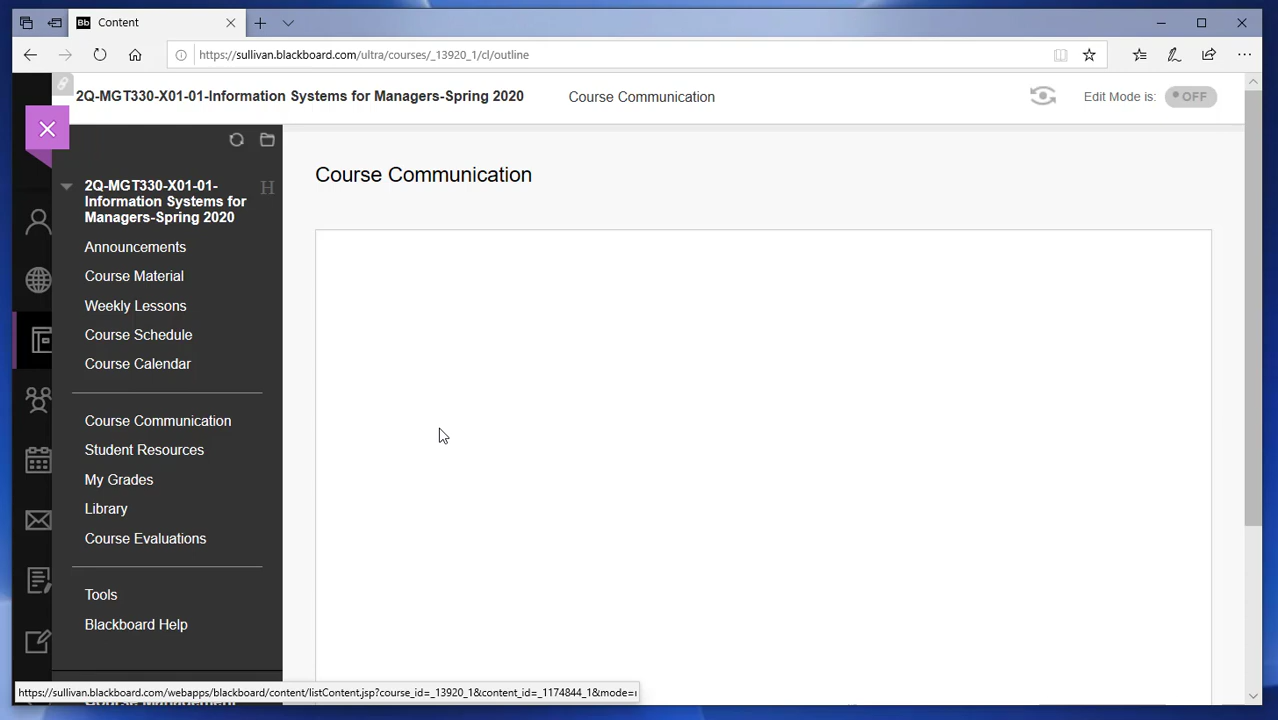 Bb Content
https://sullivan.blackboard.com/ultra/courses/_13920_1/cl/outline
2Q-MGT330-X01-01-Information Systems for Managers-Spring 2020
Course Communication
Edit Mode is:
OFF
2Q-MGT330-X01-01-
Information Systems for
Managers-Spring 2020
H
Announcements
Course Material
Weekly Lessons
Course Schedule
Course Calendar
Course Communication
Student Resources
My Grades
Library
Course Evaluations
Tools
Blackboard Help
Course Communication
https://sullivan.blackboard.com/webapps/blackboard/content/listContent.jsp?course_id=_13920_1&content_id=_1174844_1&mode=
Course Management